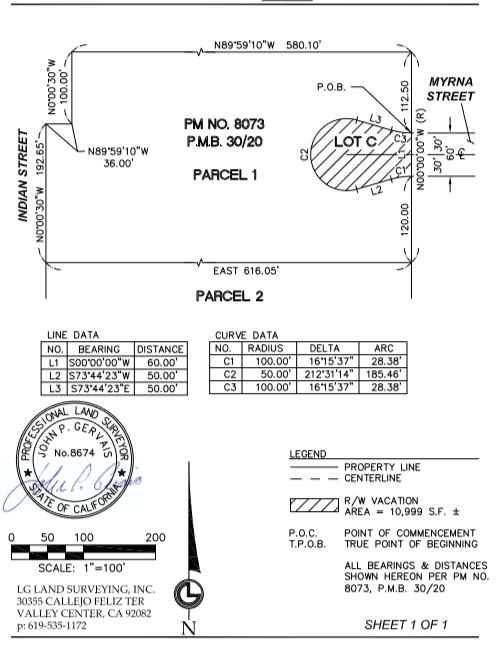 N89°59'10"W 580.10'
N0°00'30"W
100.00'
P.O.B.
112.50
MYRNA
STREET
L3
PM NO. 8073
P.M.B. 30/20
LOT C
C3
N00°00'00"W (R)
C2
L1
30' 30'
60'
INDIAN STREET
192.65'
N89°59'10"W
36.00'
PARCEL 1
C1
L2
N0°00'30"W
120.00
EAST 616.05'
PARCEL 2
LINE DATA
NO. BEARING DISTANCE
L1 S00°00'00"W 60.00'
L2 S73°44'23"W 50.00'
L3 S73°44'23"E 50.00'
CURVE DATA
NO. RADIUS DELTA ARC
C1 100.00' 16°15'37" 28.38'
C2 50.00' 212°31'14" 185.46'
C3 100.00' 16°15'37" 28.38'
PROFESSIONAL LAND SURVEYOR
JOHN P. GERVAIS
No.8674
STATE OF CALIFORNIA
LEGEND
PROPERTY LINE
CENTERLINE
R/W VACATION
AREA = 10,999 S.F. ±
P.O.C. POINT OF COMMENCEMENT
T.P.O.B. TRUE POINT OF BEGINNING
ALL BEARINGS & DISTANCES
SHOWN HEREON PER PM NO.
8073, P.M.B. 30/20
0 50 100 200
SCALE: 1"=100'
LG LAND SURVEYING, INC.
30355 CALLEJO FELIZ TER
VALLEY CENTER, CA 92082
p: 619-535-1172
N
SHEET 1 OF 1